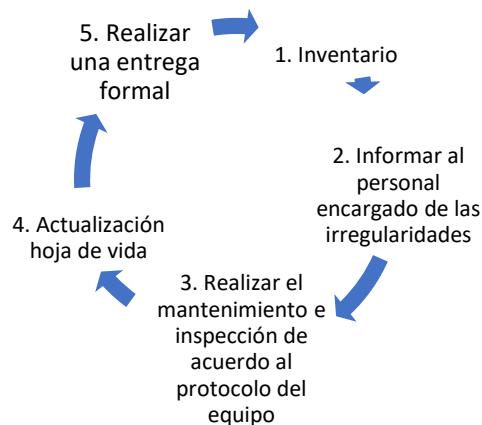 1. Inventario
2. Informar al
personal
encargado de las
irregularidades
3. Realizar el
mantenimiento e
inspección de
acuerdo al
protocolo del
equipo
4. Actualización
hoja de vida
5. Realizar
una entrega
formal